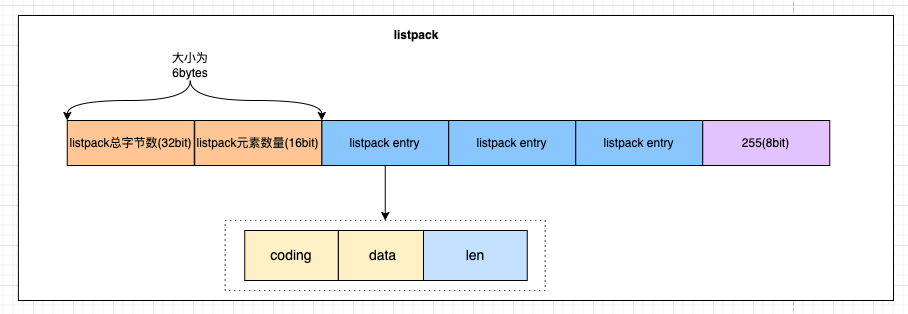 listpack
大小为
6bytes
listpack总字节数(32bit)
listpack元素数量(16bit)
listpack entry
listpack entry
listpack entry
255(8bit)
coding
data
len